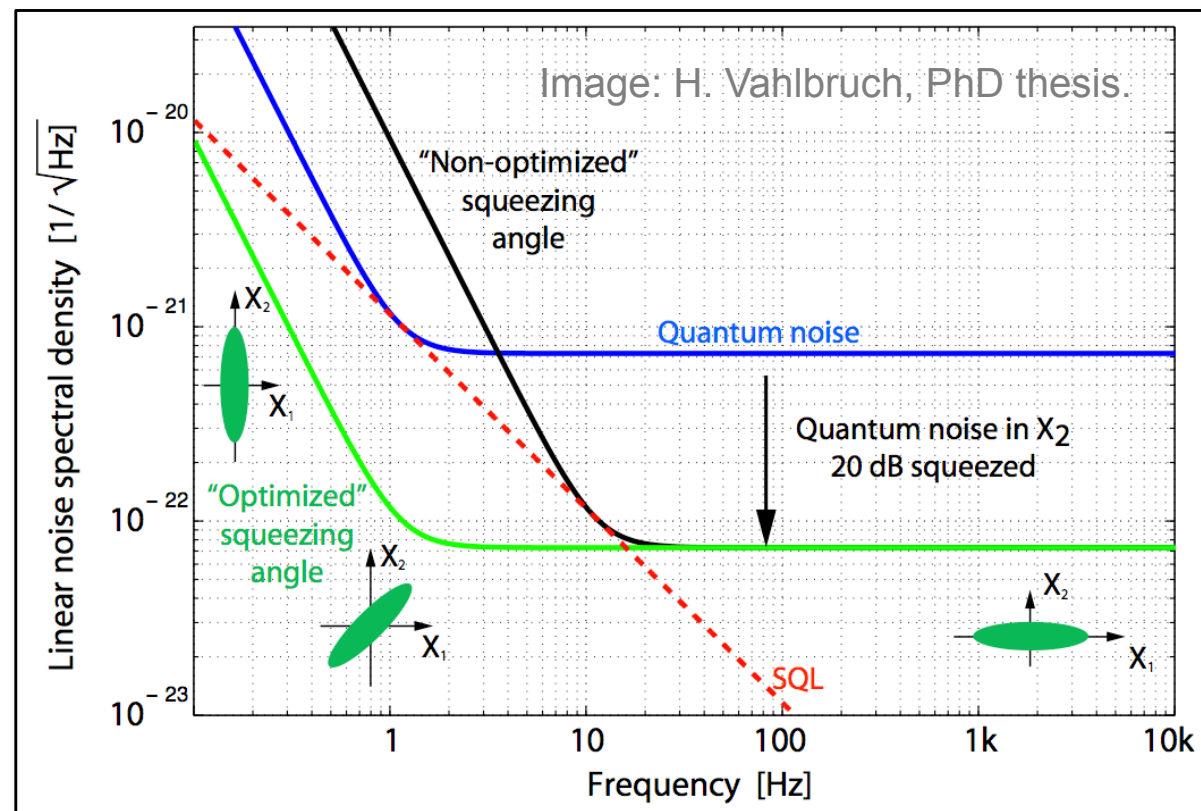 Image: H. Vahlbruch, PhD thesis.
Linear noise spectral density [1/√Hz]
10⁻²⁰
10⁻²¹
10⁻²²
10⁻²³
“Non-optimized”
squeezing
angle
Quantum noise
Quantum noise in X₂
20 dB squeezed
X₂
X₁
“Optimized”
squeezing
angle
X₂
X₁
X₂
X₁
SQL
1
10
100
1k
10k
Frequency [Hz]